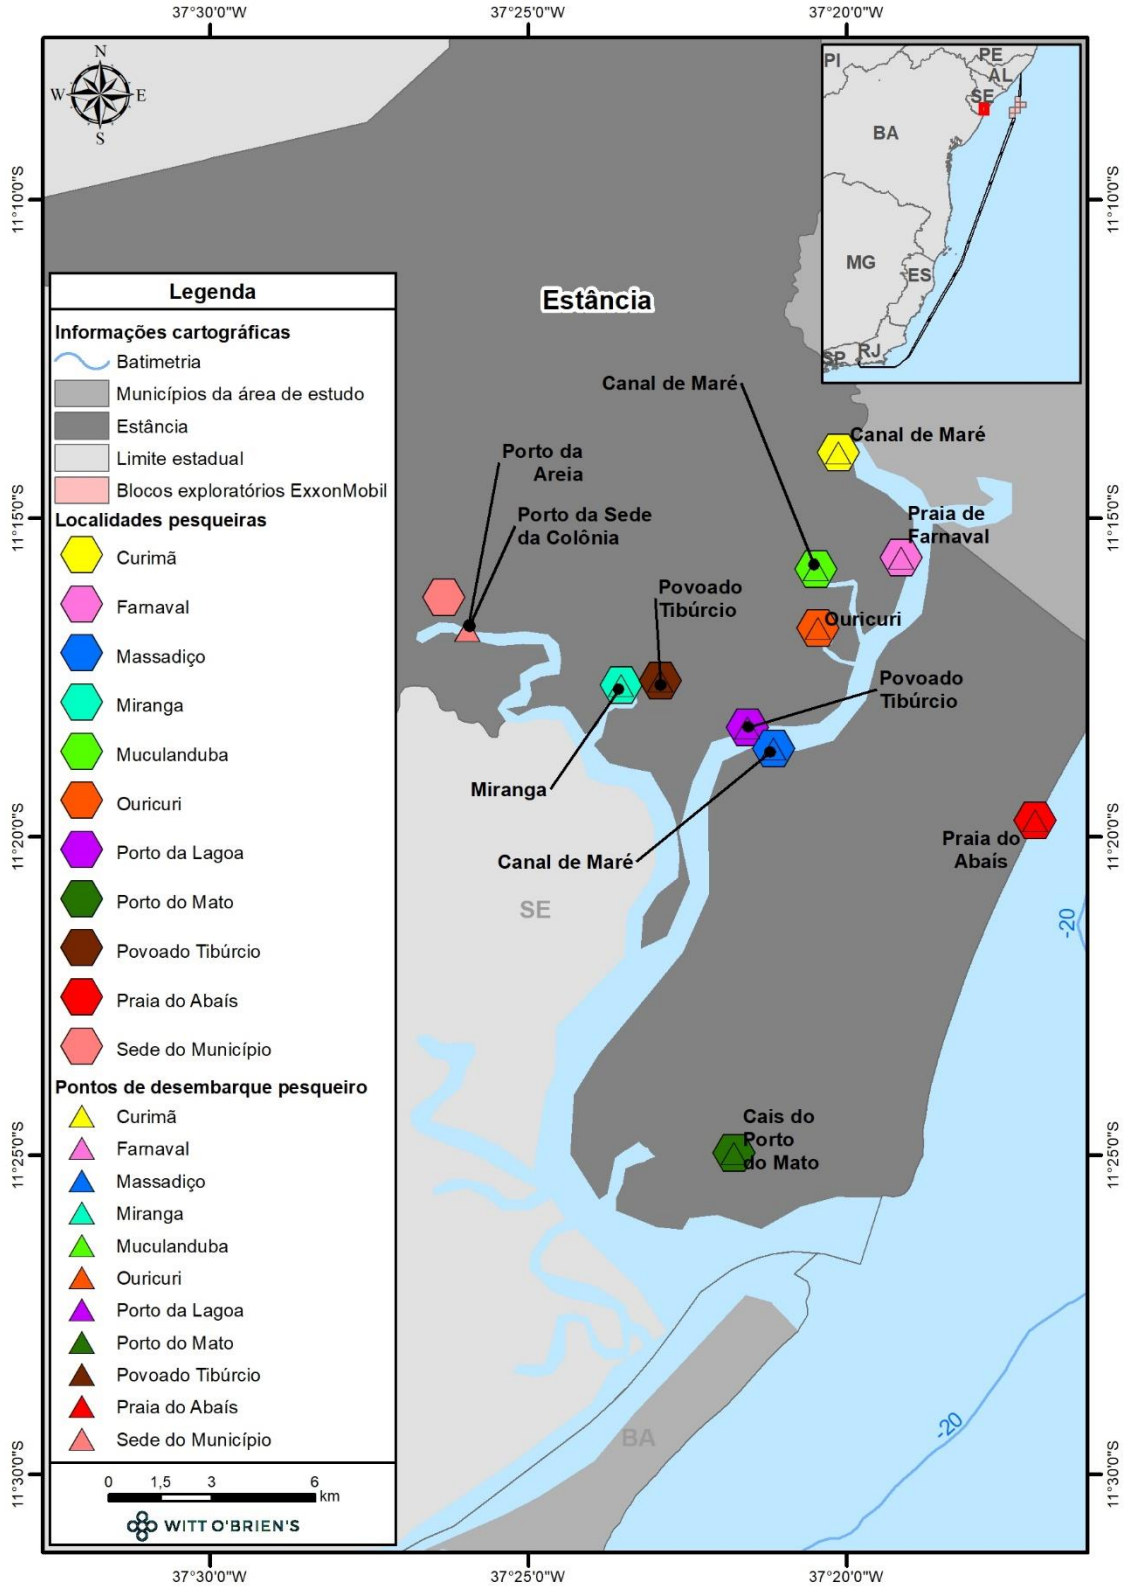 37°30'0"W
37°25'0"W
37°20'0"W
N
W
E
S
PI
PE
AL
SE
BA
MG
ES
SP
RJ
11°10'0"S
11°10'0"S
Legenda
Informações cartográficas
Batimetria
Municípios da área de estudo
Estância
Limite estadual
Blocos exploratórios ExxonMobil
Localidades pesqueiras
Curimã
Farnaval
Massadiço
Miranga
Muculanduba
Ouricuri
Porto da Lagoa
Porto do Mato
Povoado Tibúrcio
Praia do Abaís
Sede do Município
Pontos de desembarque pesqueiro
Curimã
Farnaval
Massadiço
Miranga
Muculanduba
Ouricuri
Porto da Lagoa
Porto do Mato
Povoado Tibúrcio
Praia do Abaís
Sede do Município
0
1,5
3
6
km
WITT O'BRIEN'S
Estância
Canal de Maré
Canal de Maré
Porto da
Areia
Porto da Sede
da Colônia
Praia de
Farnaval
11°15'0"S
11°15'0"S
Povoado
Tibúrcio
Ouricuri
Povoado
Tibúrcio
Miranga
Canal de Maré
Praia do
Abaís
11°20'0"S
11°20'0"S
SE
-20
Cais do
Porto
do Mato
11°25'0"S
11°25'0"S
BA
-20
11°30'0"S
11°30'0"S
37°30'0"W
37°25'0"W
37°20'0"W